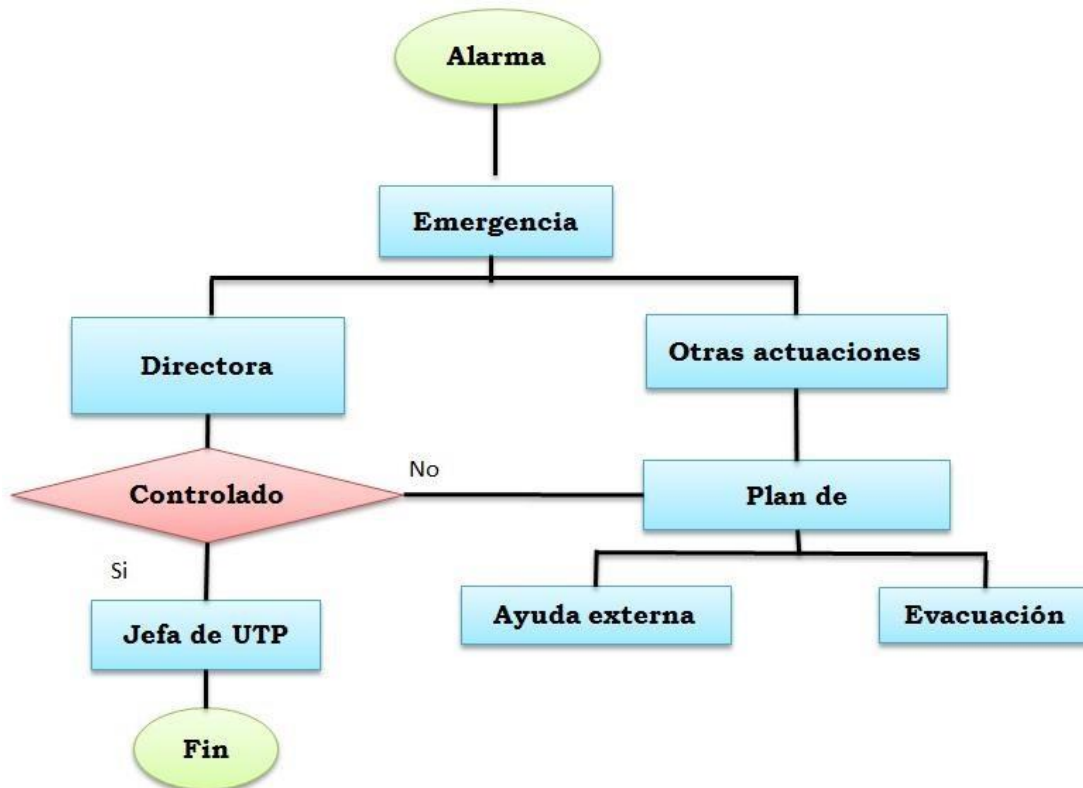 Alarma
Emergencia
Directora
Otras actuaciones
Controlado
No
Plan de
Si
Jefa de UTP
Ayuda externa
Evacuación
Fin